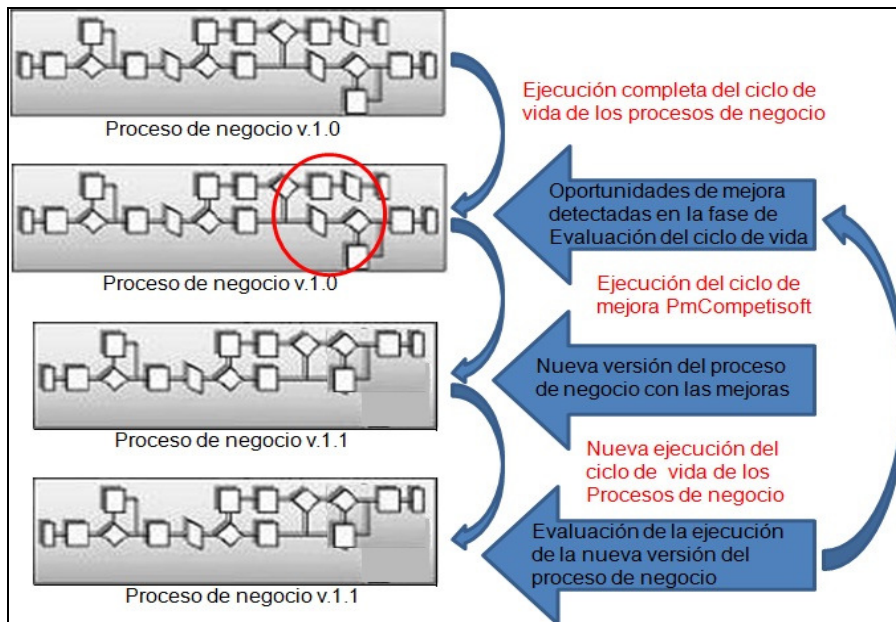 Proceso de negocio v.1.0
Ejecución completa del ciclo de
vida de los procesos de negocio
Oportunidades de mejora
detectadas en la fase de
Evaluación del ciclo de vida
Proceso de negocio v.1.0
Ejecución del ciclo de
mejora PmCompetisoft
Nueva versión del proceso
de negocio con las mejoras
Proceso de negocio v.1.1
Nueva ejecución del
ciclo de vida de los
Procesos de negocio
Evaluación de la ejecución
de la nueva versión del
proceso de negocio
Proceso de negocio v.1.1